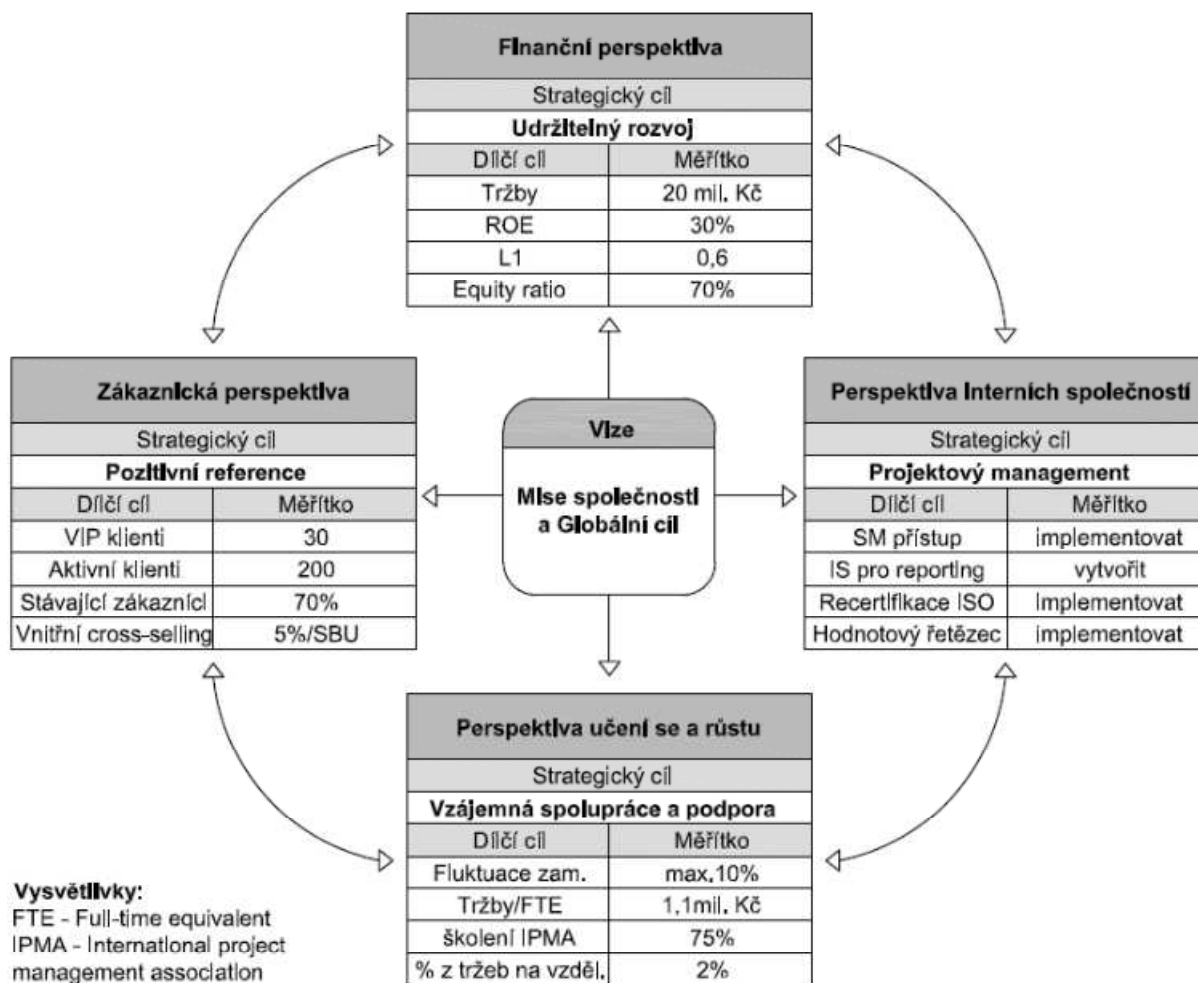 Finanční perspektiva
Strategický cíl
Udržitelný rozvoj
Dílčí cíl Měřítko
Tržby 20 mil. Kč
ROE 30%
L1 0,6
Equity ratio 70%
Zákaznická perspektiva
Strategický cíl
Pozitivní reference
Dílčí cíl Měřítko
VIP klienti 30
Aktivní klienti 200
Stávající zákazníci 70%
Vnitřní cross-selling 5%/SBU
Vize
Mise společnosti
a Globální cíl
Perspektiva Interních společností
Strategický cíl
Projektový management
Dílčí cíl Měřítko
SM přístup implementovat
IS pro reporting vytvořit
Recertifikace ISO implementovat
Hodnotový řetězec implementovat
Perspektiva učení se a růstu
Strategický cíl
Vzájemná spolupráce a podpora
Dílčí cíl Měřítko
Fluktuace zam. max.10%
Tržby/FTE 1,1mil. Kč
školení IPMA 75%
% z tržeb na vzděl. 2%
Vysvětlivky:
FTE - Full-time equivalent
IPMA - International project
management association